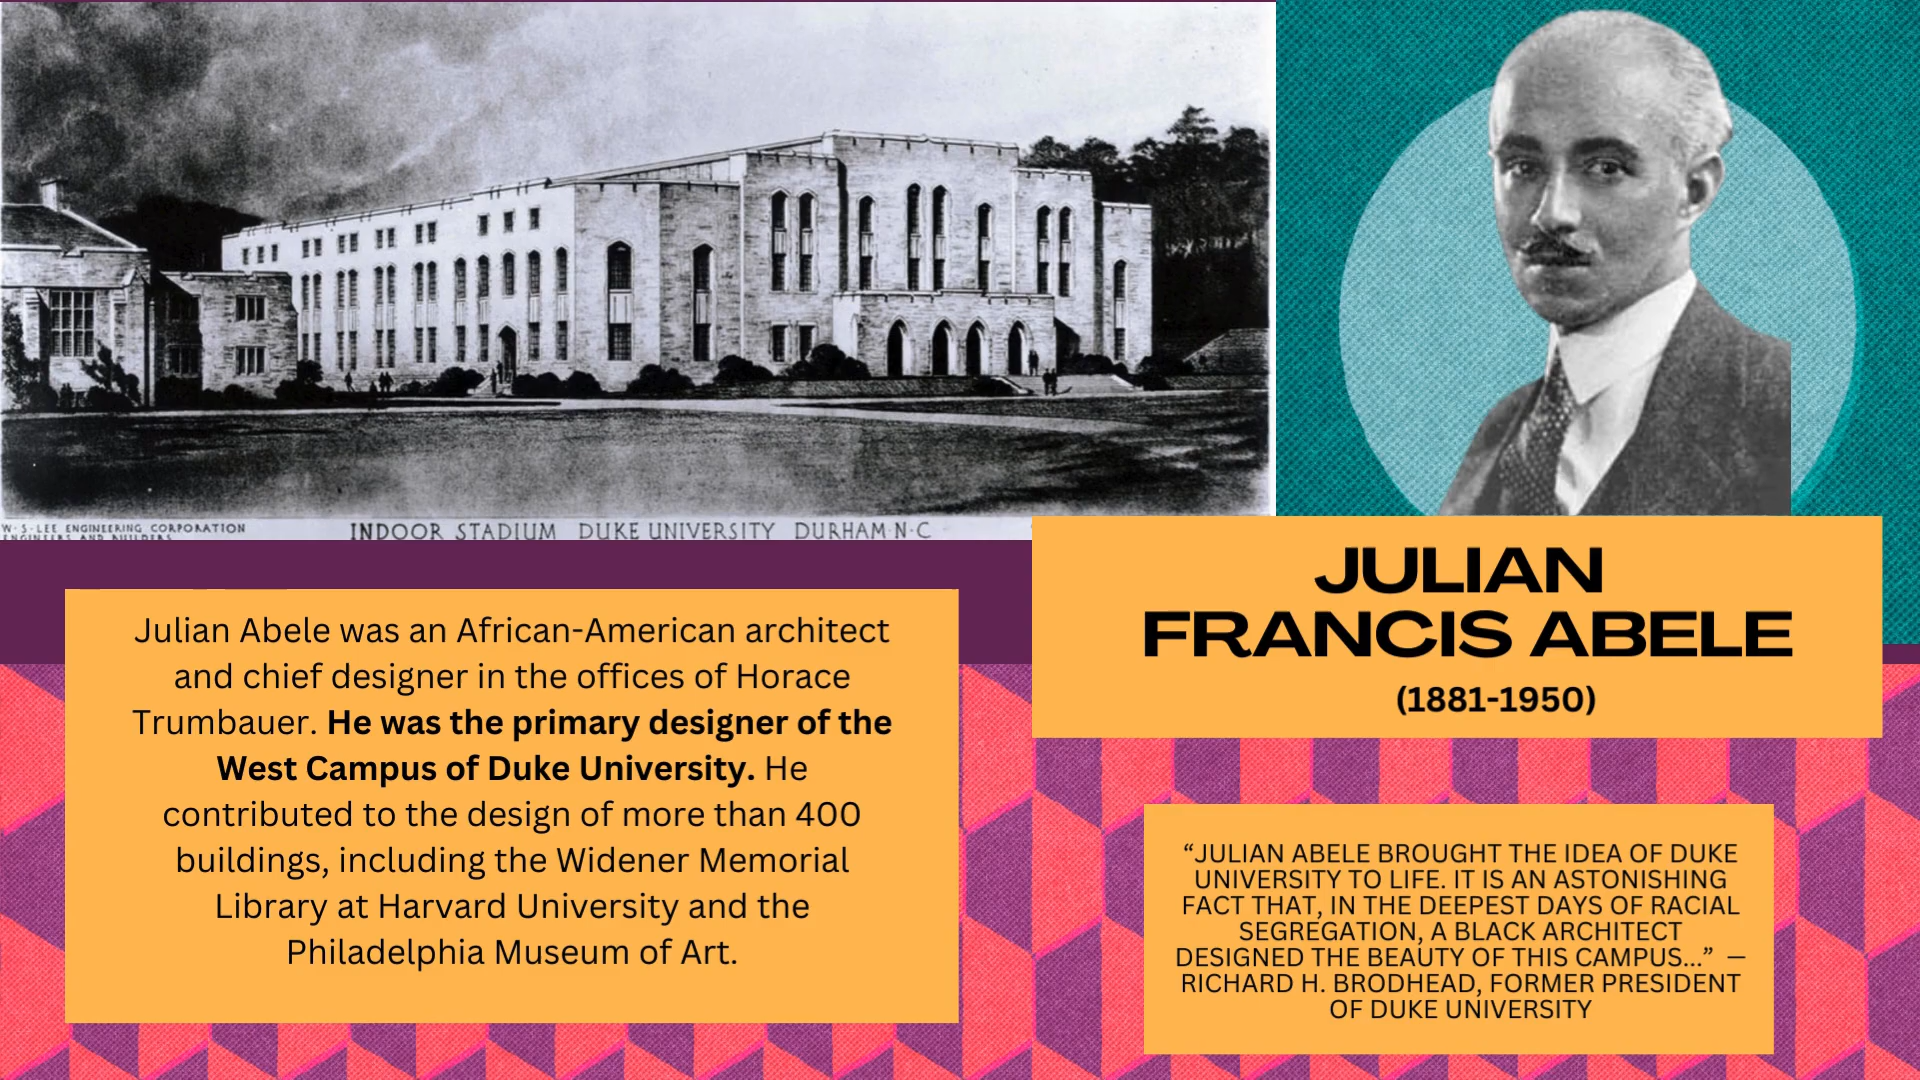 W·S·LEE ENGINEERING CORPORATION
ENGINEERS AND BUILDERS
INDOOR STADIUM DUKE UNIVERSITY DURHAM·N·C
JULIAN
FRANCIS ABELE
(1881-1950)
Julian Abele was an African-American architect
and chief designer in the offices of Horace
Trumbauer. He was the primary designer of the
West Campus of Duke University. He
contributed to the design of more than 400
buildings, including the Widener Memorial
Library at Harvard University and the
Philadelphia Museum of Art.
“JULIAN ABELE BROUGHT THE IDEA OF DUKE
UNIVERSITY TO LIFE. IT IS AN ASTONISHING
FACT THAT, IN THE DEEPEST DAYS OF RACIAL
SEGREGATION, A BLACK ARCHITECT
DESIGNED THE BEAUTY OF THIS CAMPUS...” —
RICHARD H. BRODHEAD, FORMER PRESIDENT
OF DUKE UNIVERSITY